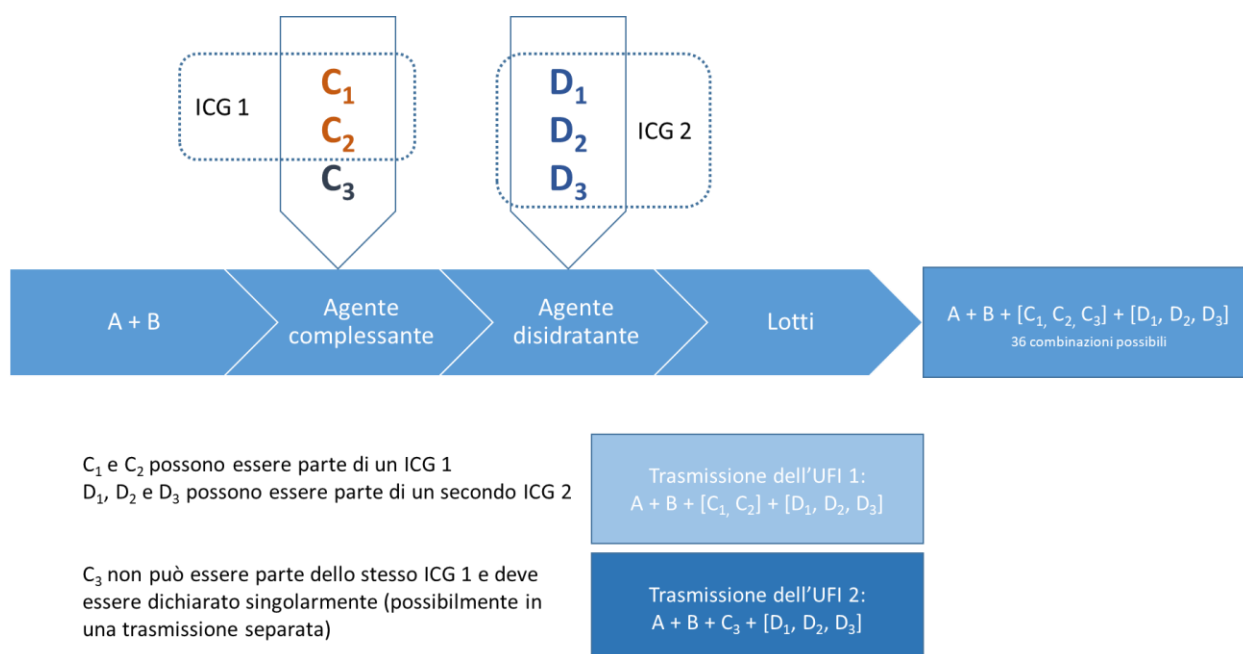 ICG 1
C₁
C₂
C₃
D₁
D₂
D₃
ICG 2
A + B
Agente
complessante
Agente
disidratante
Lotti
A + B + [C₁, C₂, C₃] + [D₁, D₂, D₃]
36 combinazioni possibili
C₁ e C₂ possono essere parte di un ICG 1
D₁, D₂ e D₃ possono essere parte di un secondo ICG 2
Trasmissione dell'UFI 1:
A + B + [C₁, C₂] + [D₁, D₂, D₃]
C₃ non può essere parte dello stesso ICG 1 e deve
essere dichiarato singolarmente (possibilmente in
una trasmissione separata)
Trasmissione dell'UFI 2:
A + B + C₃ + [D₁, D₂, D₃]